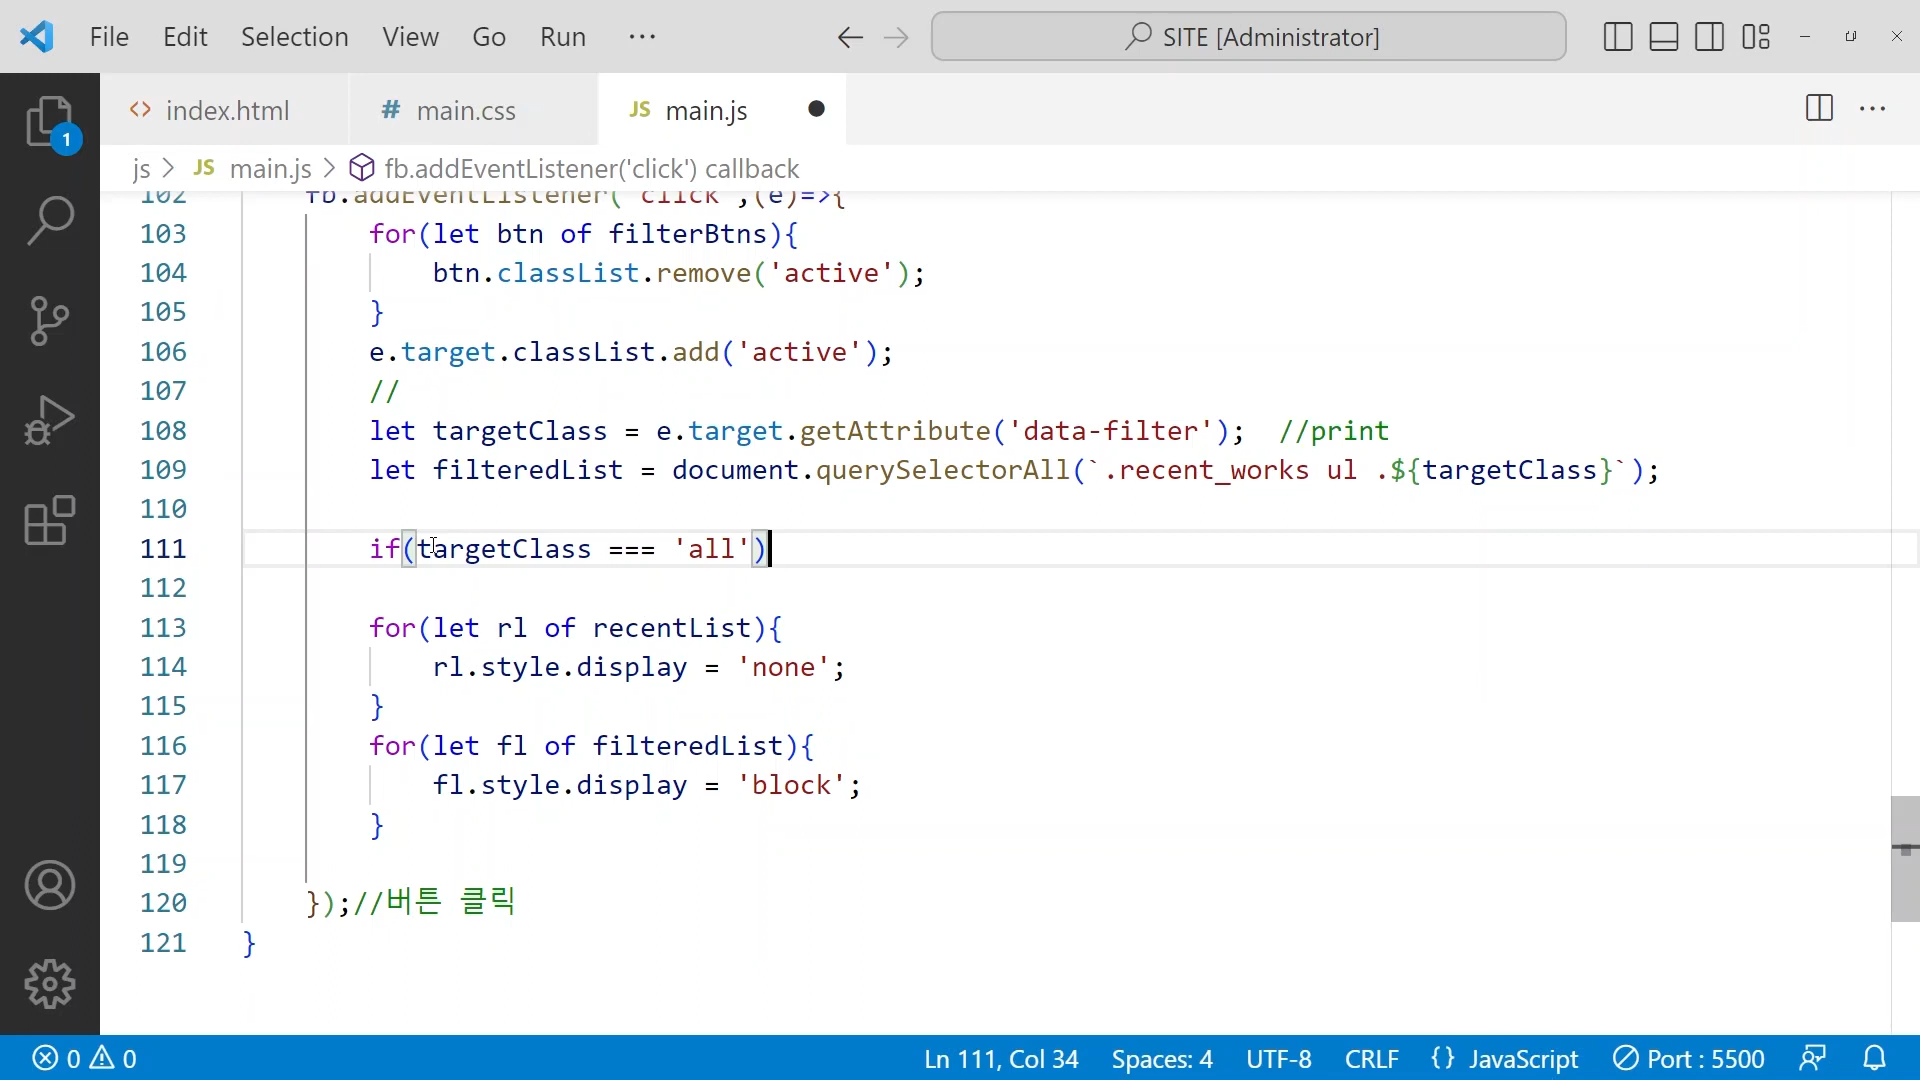 File Edit Selection View Go Run ···
SITE [Administrator]
1
<> index.html
# main.css
JS main.js ●
js > JS main.js > fb.addEventListener('click') callback
102 fb.addEventListener( click ,(e)=>{
103 for(let btn of filterBtns){
104 btn.classList.remove('active');
105 }
106 e.target.classList.add('active');
107 //
108 let targetClass = e.target.getAttribute('data-filter');  //print
109 let filteredList = document.querySelectorAll(`.recent_works ul .${targetClass}`);
110
111 if(targetClass === 'all')
112
113 for(let rl of recentList){
114 rl.style.display = 'none';
115 }
116 for(let fl of filteredList){
117 fl.style.display = 'block';
118 }
119
120 });//버튼 클릭
121 }
0 0 Ln 111, Col 34 Spaces: 4 UTF-8 CRLF {} JavaScript Port : 5500